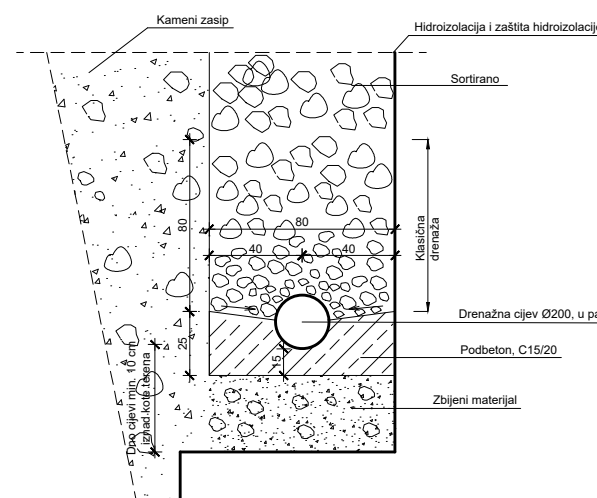 Kameni zasip
Hidroizolacija i zaštita hidroizolacije
Sortirano
80
80
40
40
Klasična
drenaža
Drenažna cijev Ø200, u pa
25
15
Podbeton, C15/20
Dno cijevi min. 10 cm
iznad kote terena
Zbijeni materijal